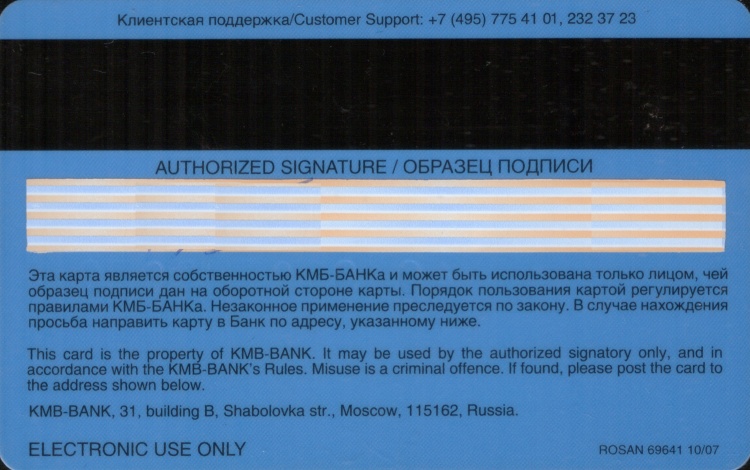 Клиентская поддержка/Customer Support: +7 (495) 775 41 01, 232 37 23
AUTHORIZED SIGNATURE / ОБРАЗЕЦ ПОДПИСИ
Эта карта является собственностью КМБ-БАНКа и может быть использована только лицом, чей
образец подписи дан на оборотной стороне карты. Порядок пользования картой регулируется
правилами КМБ-БАНКа. Незаконное применение преследуется по закону. В случае нахождения
просьба направить карту в Банк по адресу, указанному ниже.
This card is the property of KMB-BANK. It may be used by the authorized signatory only, and in
accordance with the KMB-BANK's Rules. Misuse is a criminal offence. If found, please post the card to
the address shown below.
KMB-BANK, 31, building B, Shabolovka str., Moscow, 115162, Russia.
ELECTRONIC USE ONLY
ROSAN 69641 10/07